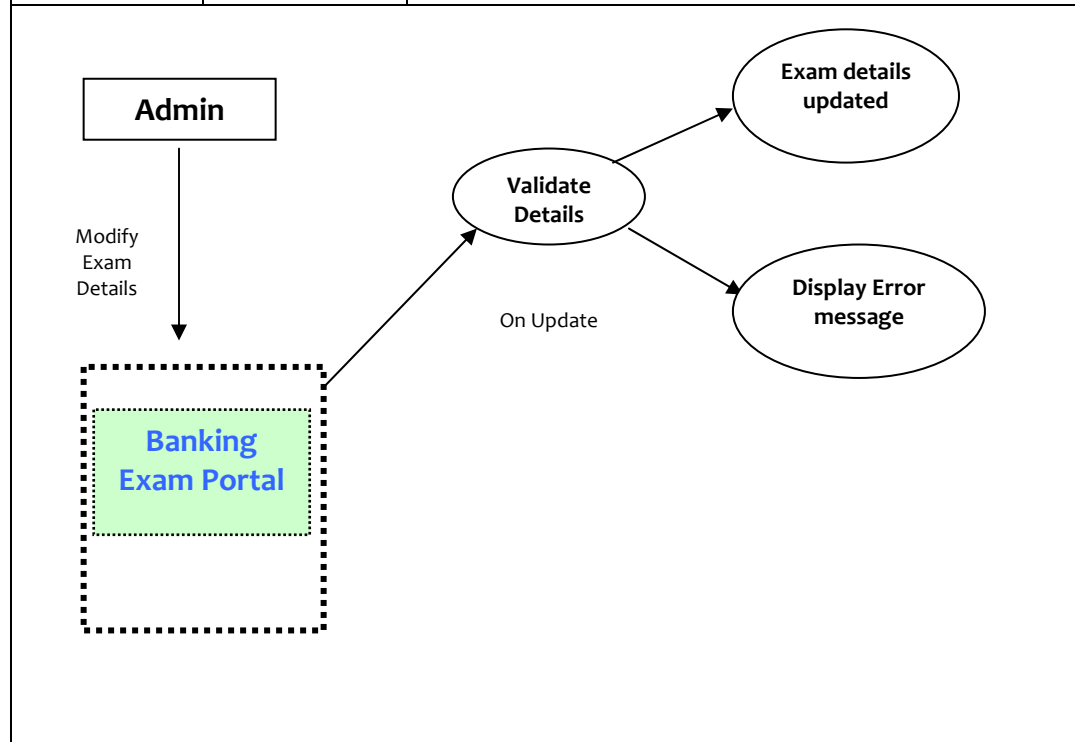 Admin
Modify
Exam
Details
Banking
Exam Portal
Validate
Details
On Update
Exam details
updated
Display Error
message